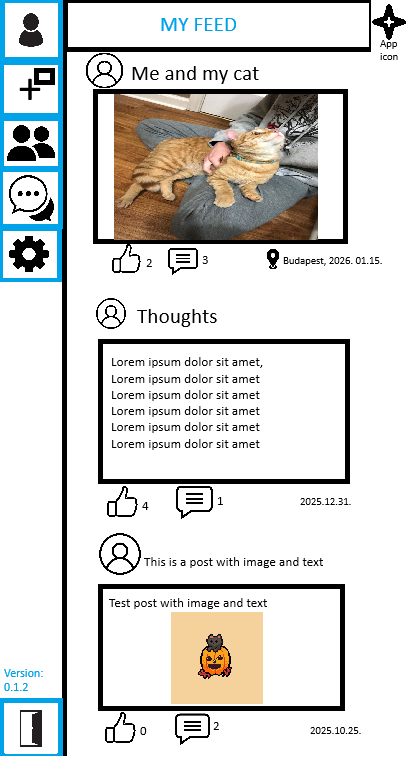 MY FEED
App
icon
Me and my cat
2
3
Budapest, 2026. 01.15.
Thoughts
Lorem ipsum dolor sit amet,
Lorem ipsum dolor sit amet
Lorem ipsum dolor sit amet
Lorem ipsum dolor sit amet
Lorem ipsum dolor sit amet
Lorem ipsum dolor sit amet
4
1
2025.12.31.
This is a post with image and text
Test post with image and text
Version:
0.1.2
0
2
2025.10.25.